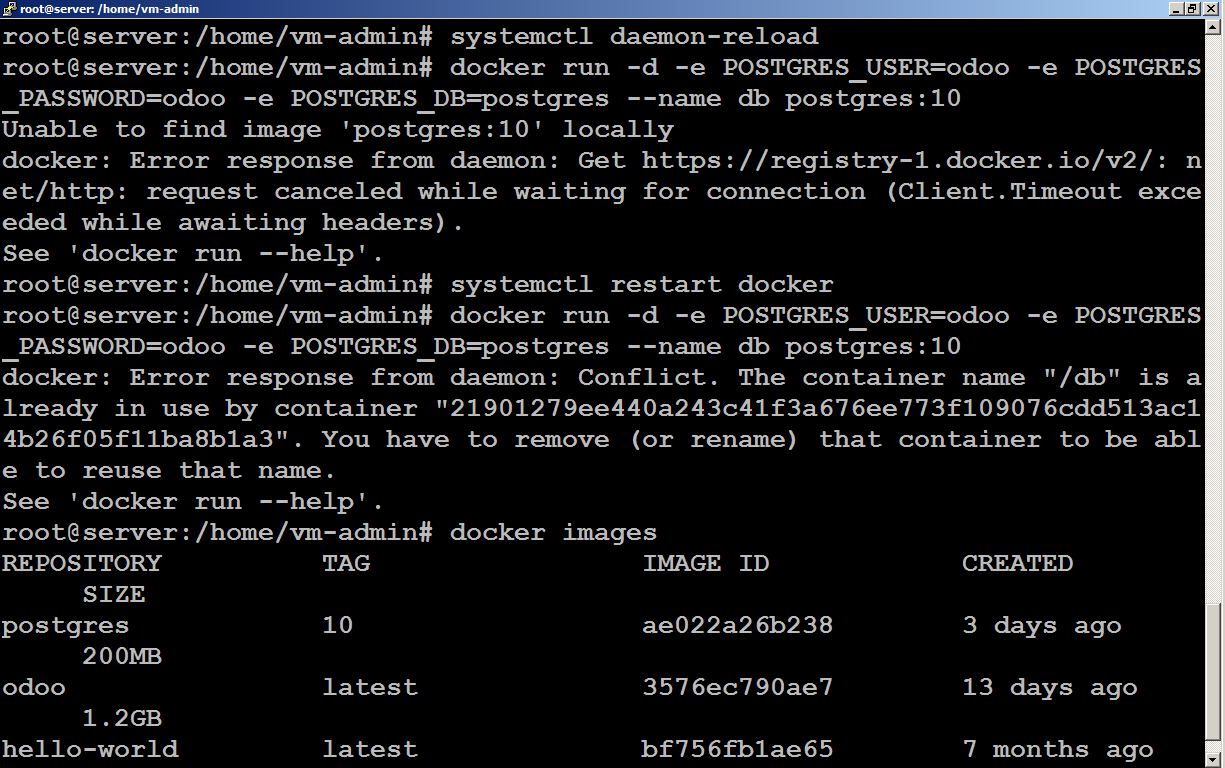 root@server: /home/vm-admin
root@server:/home/vm-admin# systemctl daemon-reload
root@server:/home/vm-admin# docker run -d -e POSTGRES_USER=odoo -e POSTGRES
_PASSWORD=odoo -e POSTGRES_DB=postgres --name db postgres:10
Unable to find image 'postgres:10' locally
docker: Error response from daemon: Get https://registry-1.docker.io/v2/: n
et/http: request canceled while waiting for connection (Client.Timeout exce
eded while awaiting headers).
See 'docker run --help'.
root@server:/home/vm-admin# systemctl restart docker
root@server:/home/vm-admin# docker run -d -e POSTGRES_USER=odoo -e POSTGRES
_PASSWORD=odoo -e POSTGRES_DB=postgres --name db postgres:10
docker: Error response from daemon: Conflict. The container name "/db" is a
lready in use by container "21901279ee440a243c41f3a676ee773f109076cdd513ac1
4b26f05f11ba8b1a3". You have to remove (or rename) that container to be abl
e to reuse that name.
See 'docker run --help'.
root@server:/home/vm-admin# docker images
REPOSITORY          TAG                 IMAGE ID            CREATED
     SIZE
postgres            10                  ae022a26b238        3 days ago
     200MB
odoo                latest              3576ec790ae7        13 days ago
     1.2GB
hello-world         latest              bf756fb1ae65        7 months ago